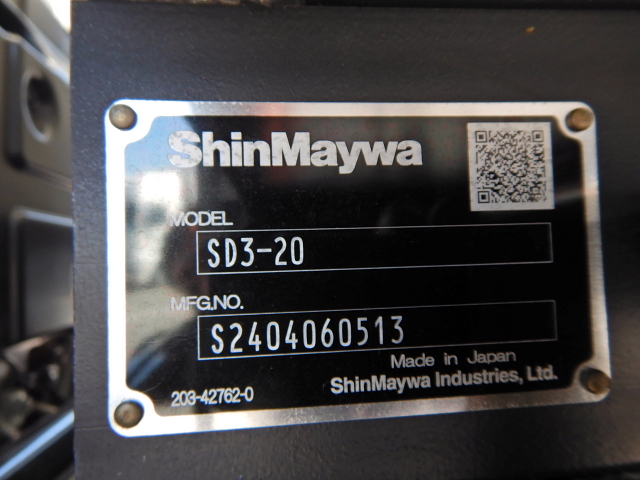 ShinMaywa
MODEL
SD3-20
MFG.NO.
S2404060513
Made in Japan
203-42762-0
ShinMaywa Industries, Ltd.